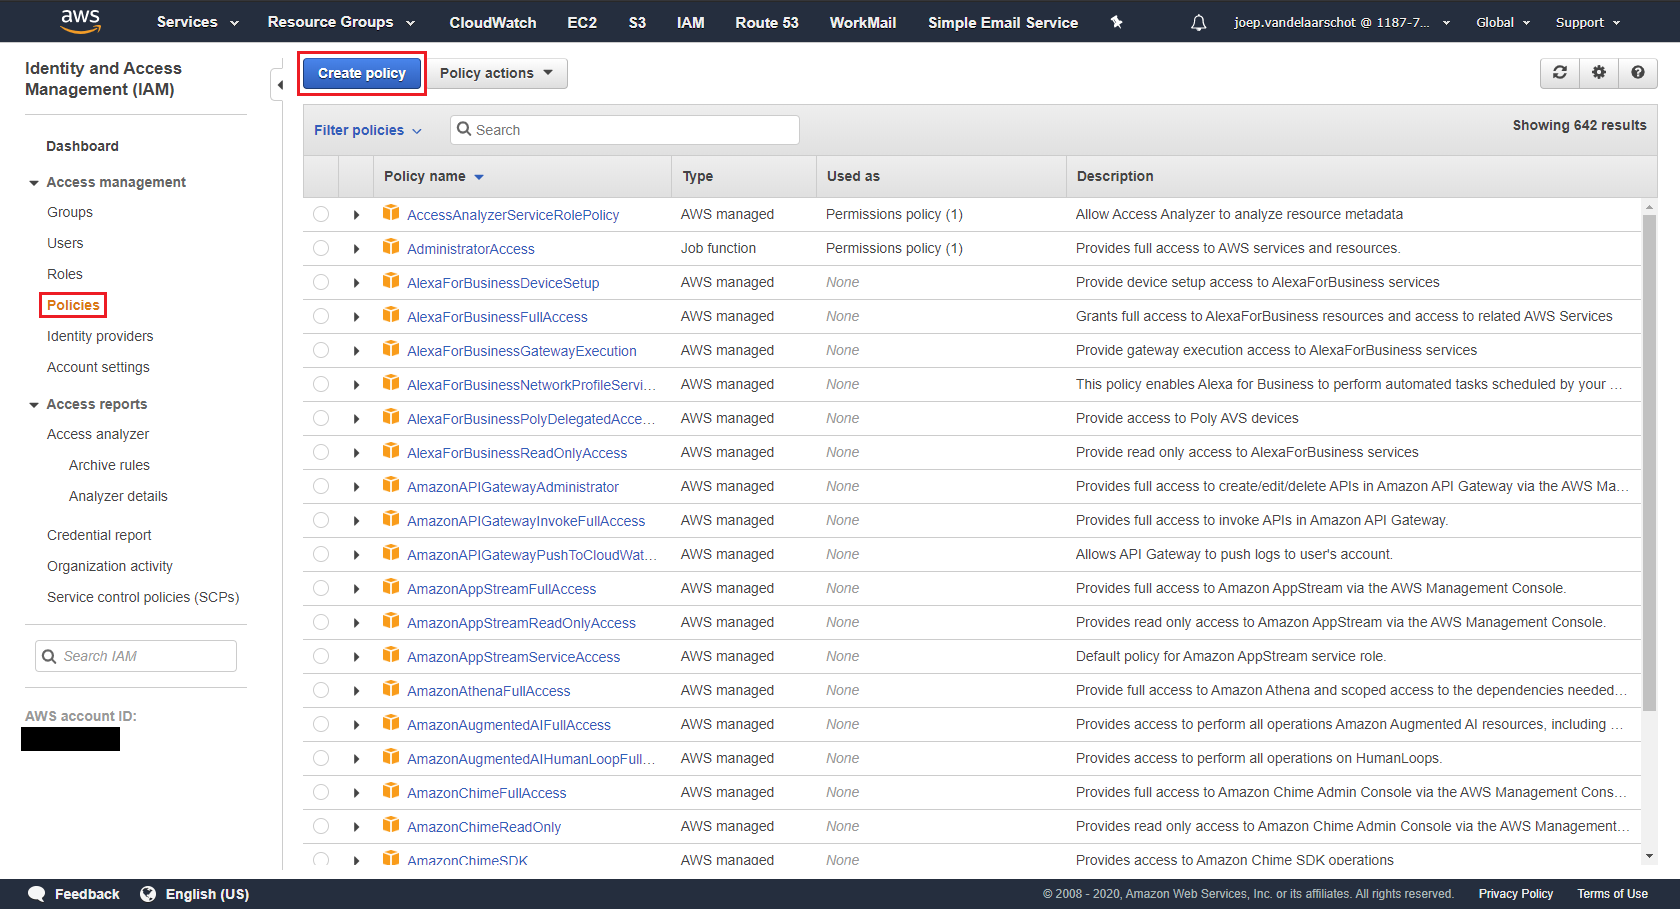 aws Services Resource Groups CloudWatch EC2 S3 IAM Route 53 WorkMail Simple Email Service joep.vandelaarschot @ 1187-7... Global Support
Identity and Access
Management (IAM)
Dashboard
Access management
Groups
Users
Roles
Policies
Identity providers
Account settings
Access reports
Access analyzer
Archive rules
Analyzer details
Credential report
Organization activity
Service control policies (SCPs)
Search IAM
AWS account ID:
Create policy Policy actions
Filter policies Search Showing 642 results
Policy name Type Used as Description
AccessAnalyzerServiceRolePolicy AWS managed Permissions policy (1) Allow Access Analyzer to analyze resource metadata
AdministratorAccess Job function Permissions policy (1) Provides full access to AWS services and resources.
AlexaForBusinessDeviceSetup AWS managed None Provide device setup access to AlexaForBusiness services
AlexaForBusinessFullAccess AWS managed None Grants full access to AlexaForBusiness resources and access to related AWS Services
AlexaForBusinessGatewayExecution AWS managed None Provide gateway execution access to AlexaForBusiness services
AlexaForBusinessNetworkProfileServi... AWS managed None This policy enables Alexa for Business to perform automated tasks scheduled by your ...
AlexaForBusinessPolyDelegatedAcce... AWS managed None Provide access to Poly AVS devices
AlexaForBusinessReadOnlyAccess AWS managed None Provide read only access to AlexaForBusiness services
AmazonAPIGatewayAdministrator AWS managed None Provides full access to create/edit/delete APIs in Amazon API Gateway via the AWS Ma...
AmazonAPIGatewayInvokeFullAccess AWS managed None Provides full access to invoke APIs in Amazon API Gateway.
AmazonAPIGatewayPushToCloudWat... AWS managed None Allows API Gateway to push logs to user's account.
AmazonAppStreamFullAccess AWS managed None Provides full access to Amazon AppStream via the AWS Management Console.
AmazonAppStreamReadOnlyAccess AWS managed None Provides read only access to Amazon AppStream via the AWS Management Console.
AmazonAppStreamServiceAccess AWS managed None Default policy for Amazon AppStream service role.
AmazonAthenaFullAccess AWS managed None Provide full access to Amazon Athena and scoped access to the dependencies needed...
AmazonAugmentedAIFullAccess AWS managed None Provides access to perform all operations Amazon Augmented AI resources, including ...
AmazonAugmentedAIHumanLoopFull... AWS managed None Provides access to perform all operations on HumanLoops.
AmazonChimeFullAccess AWS managed None Provides full access to Amazon Chime Admin Console via the AWS Management Cons...
AmazonChimeReadOnly AWS managed None Provides read only access to Amazon Chime Admin Console via the AWS Management...
AmazonChimeSDK AWS managed None Provides access to Amazon Chime SDK operations
Feedback English (US) © 2008 - 2020, Amazon Web Services, Inc. or its affiliates. All rights reserved. Privacy Policy Terms of Use